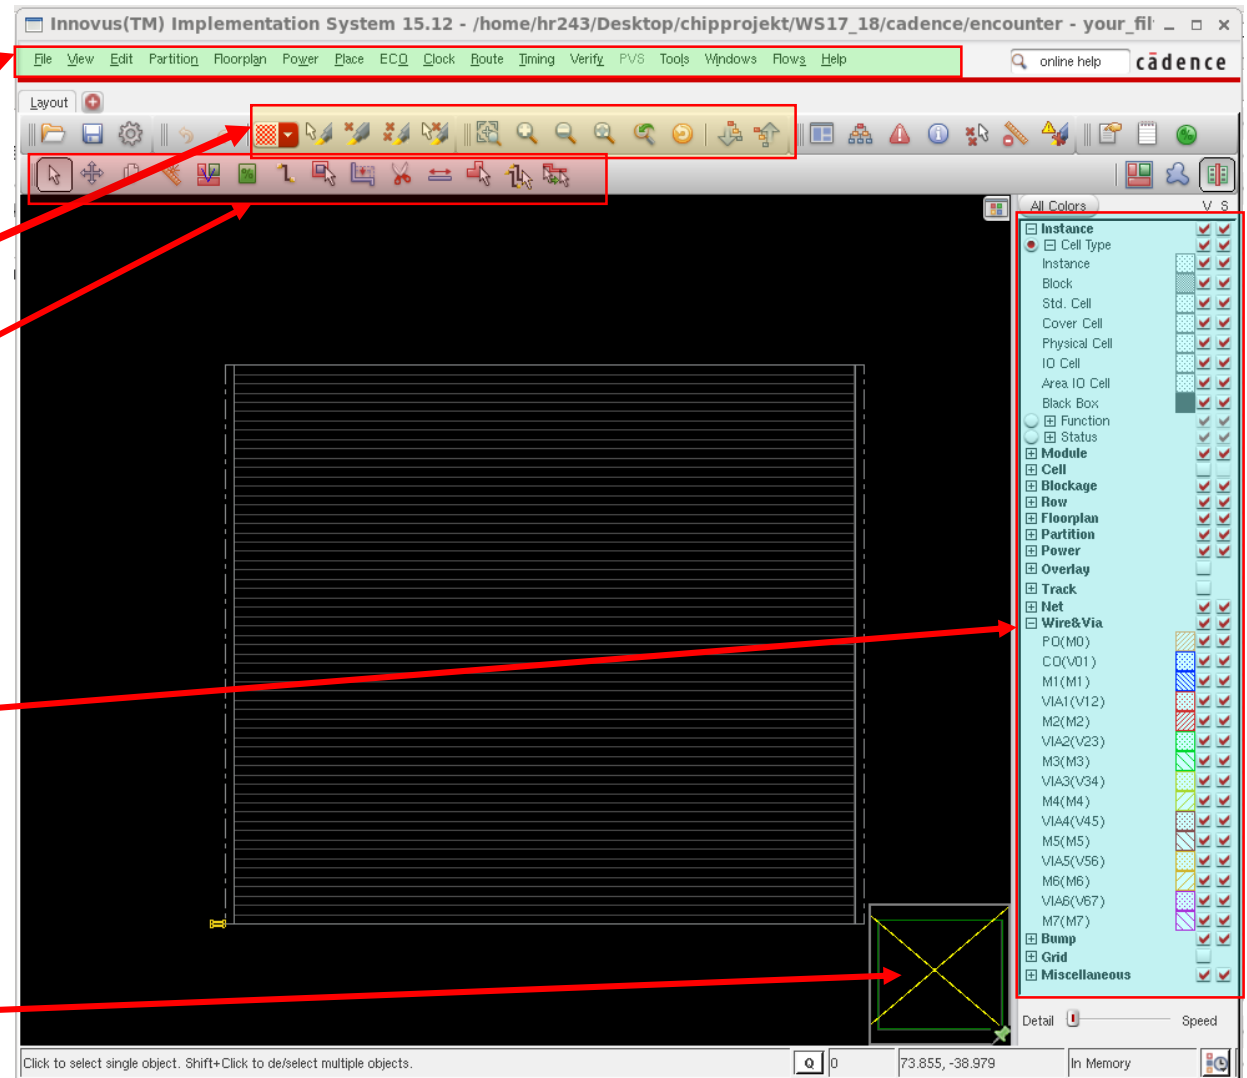 Innovus(TM) Implementation System 15.12 - /home/hr243/Desktop/chipprojekt/WS17_18/cadence/encounter - your_fil
File View Edit Partition Floorplan Power Place ECO Clock Route Timing Verify PVS Tools Windows Flows Help
online help
cādence
Layout
All Colors V S
Instance
Cell Type
Instance
Block
Std. Cell
Cover Cell
Physical Cell
IO Cell
Area IO Cell
Black Box
Function
Status
Module
Cell
Blockage
Row
Floorplan
Partition
Power
Overlay
Track
Net
Wire&Via
PO(M0)
CO(V01)
M1(M1)
VIA1(V12)
M2(M2)
VIA2(V23)
M3(M3)
VIA3(V34)
M4(M4)
VIA4(V45)
M5(M5)
VIA5(V56)
M6(M6)
VIA6(V67)
M7(M7)
Bump
Grid
Miscellaneous
Detail Speed
Click to select single object. Shift+Click to de/select multiple objects.
Q 0 73.855, -38.979 In Memory